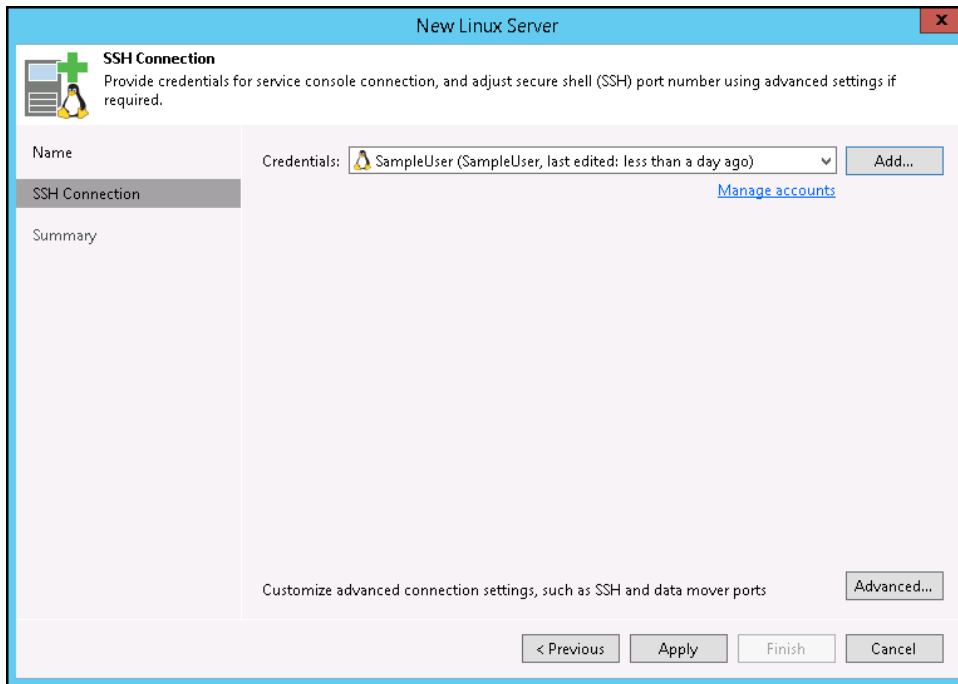 New Linux Server
x
SSH Connection
Provide credentials for service console connection, and adjust secure shell (SSH) port number using advanced settings if
required.
Name
SSH Connection
Summary
Credentials: SampleUser (SampleUser, last edited: less than a day ago) Add...
Manage accounts
Customize advanced connection settings, such as SSH and data mover ports Advanced...
< Previous Apply Finish Cancel